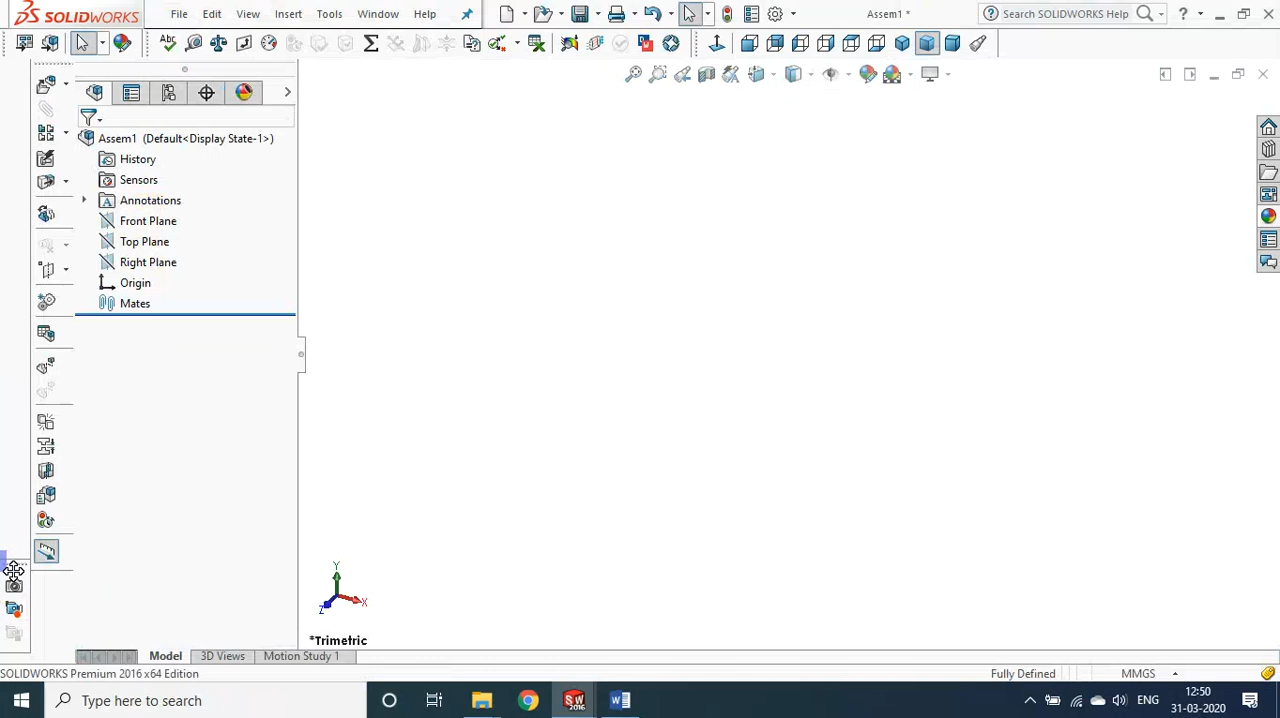 SOLIDWORKS File Edit View Insert Tools Window Help Assem1 * Search SOLIDWORKS Help ?
Assem1 (Default<Display State-1>)
History
Sensors
Annotations
Front Plane
Top Plane
Right Plane
Origin
Mates
Y
X
Z
*Trimetric
Model 3D Views Motion Study 1
SOLIDWORKS Premium 2016 x64 Edition Fully Defined MMGS
Type here to search ENG 12:50
31-03-2020